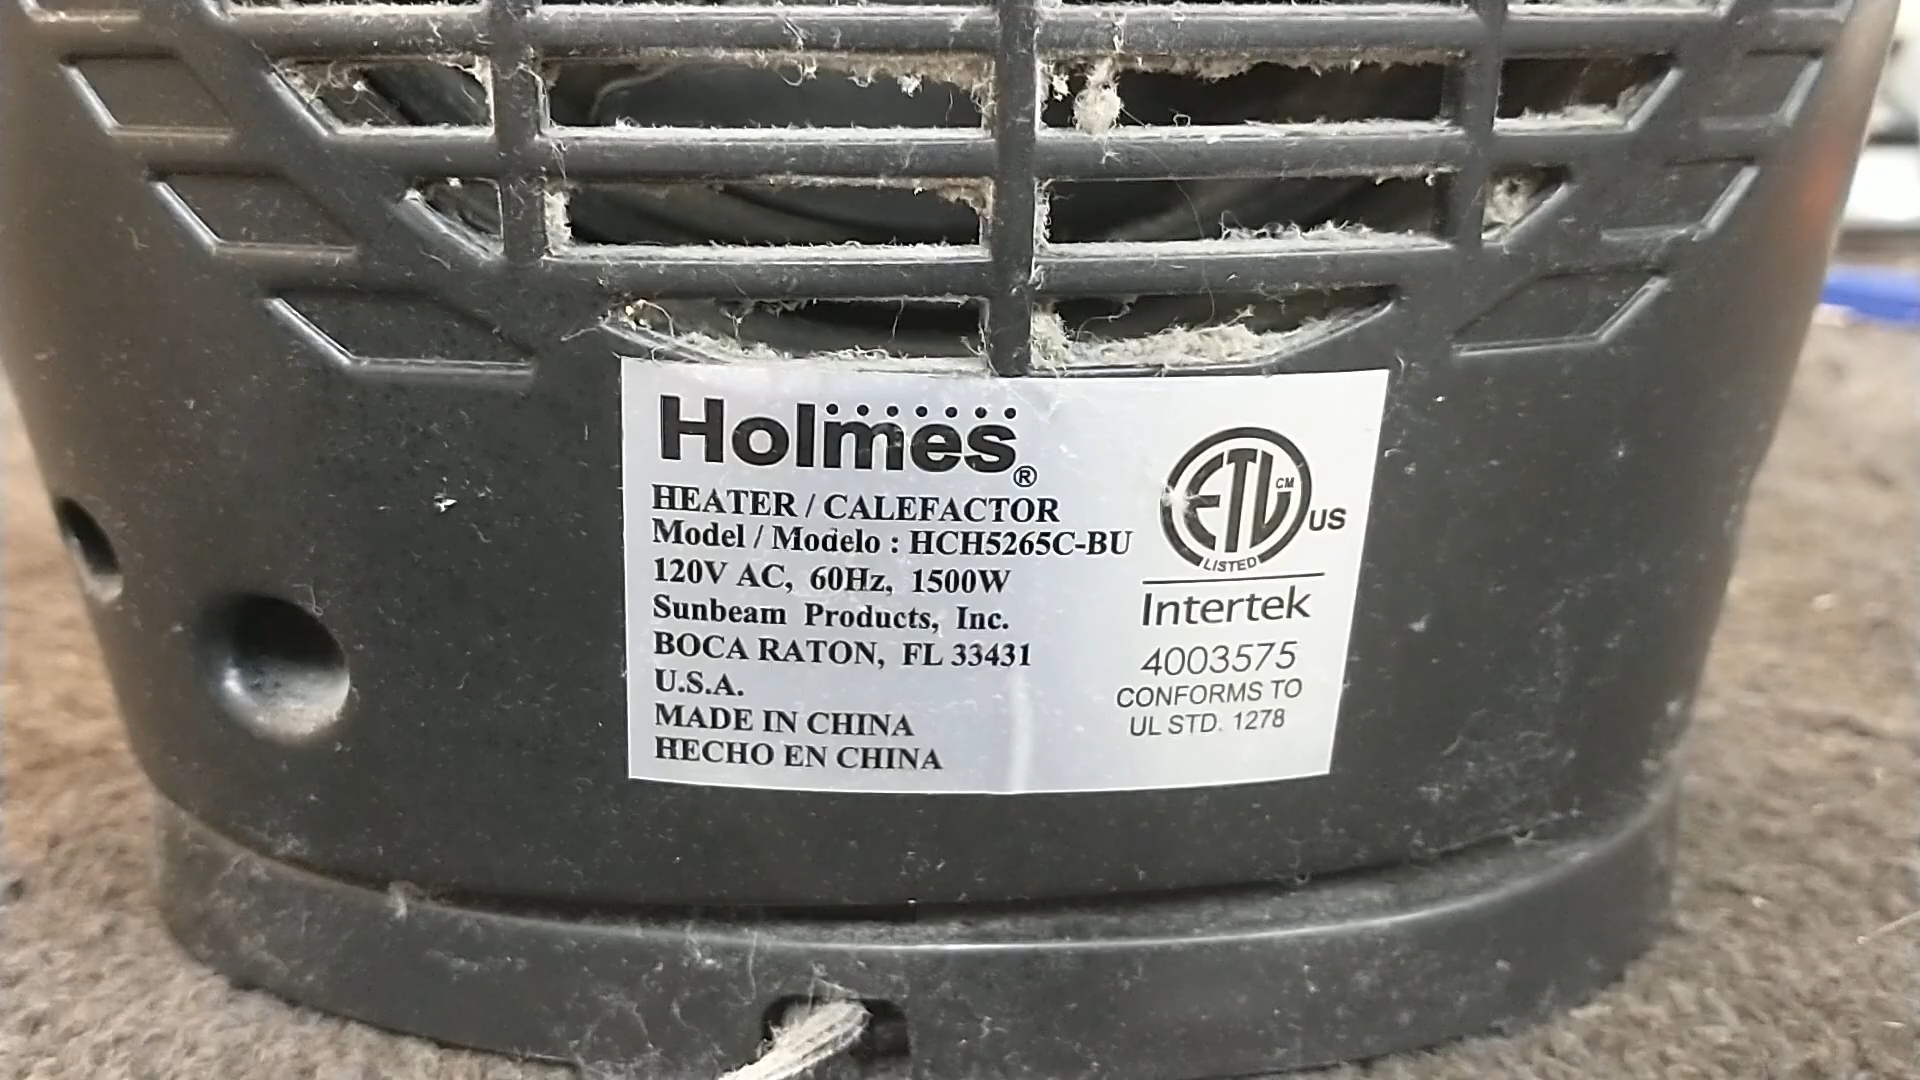 Holmes®
HEATER / CALEFACTOR
Model / Modelo : HCH5265C-BU
120V AC, 60Hz, 1500W
Sunbeam Products, Inc.
BOCA RATON, FL 33431
U.S.A.
MADE IN CHINA
HECHO EN CHINA
ETL CM
US
LISTED
Intertek
4003575
CONFORMS TO
UL STD. 1278